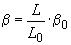 β = L/L₀ · β₀